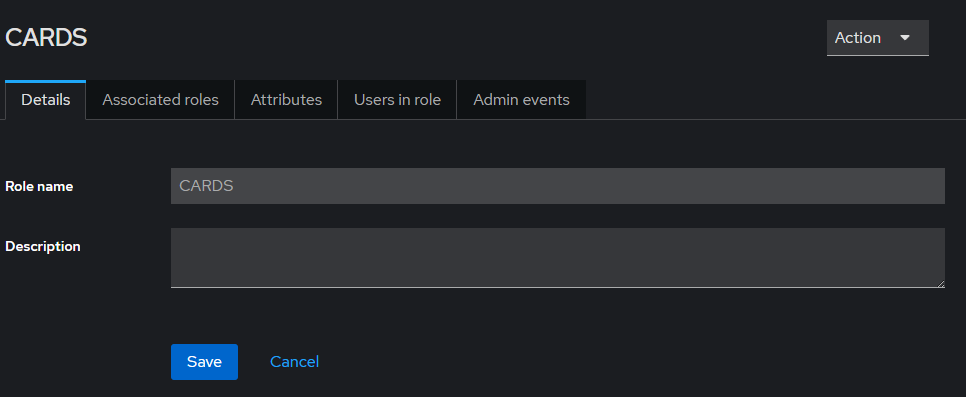 CARDS
Action
Details Associated roles Attributes Users in role Admin events
Role name CARDS
Description
Save Cancel